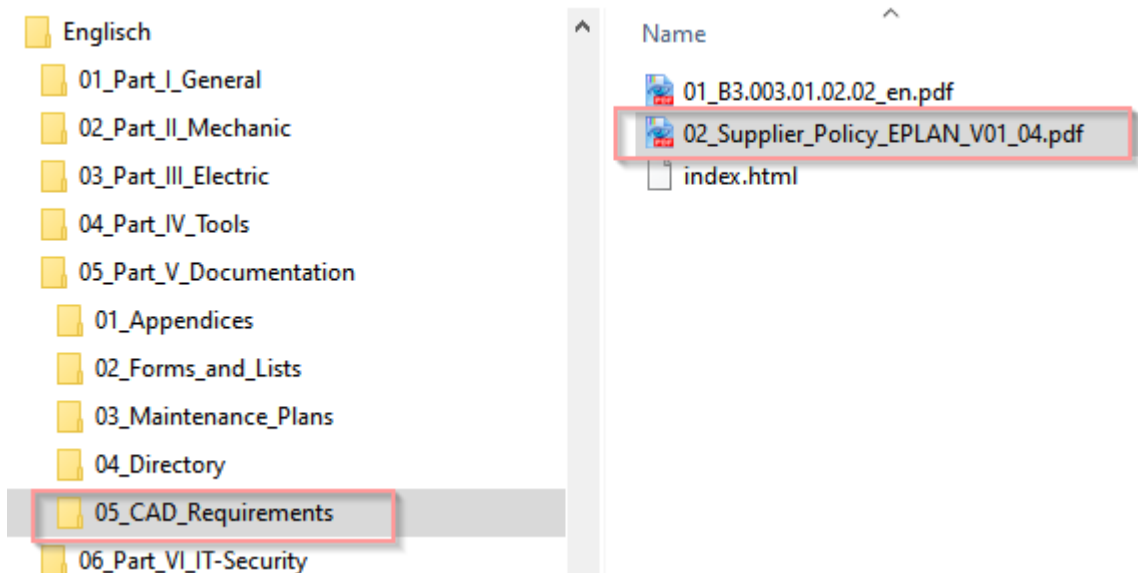 Englisch
01_Part_I_General
02_Part_II_Mechanic
03_Part_III_Electric
04_Part_IV_Tools
05_Part_V_Documentation
01_Appendices
02_Forms_and_Lists
03_Maintenance_Plans
04_Directory
05_CAD_Requirements
06_Part_VI_IT-Security
Name
01_B3.003.01.02.02_en.pdf
02_Supplier_Policy_EPLAN_V01_04.pdf
index.html